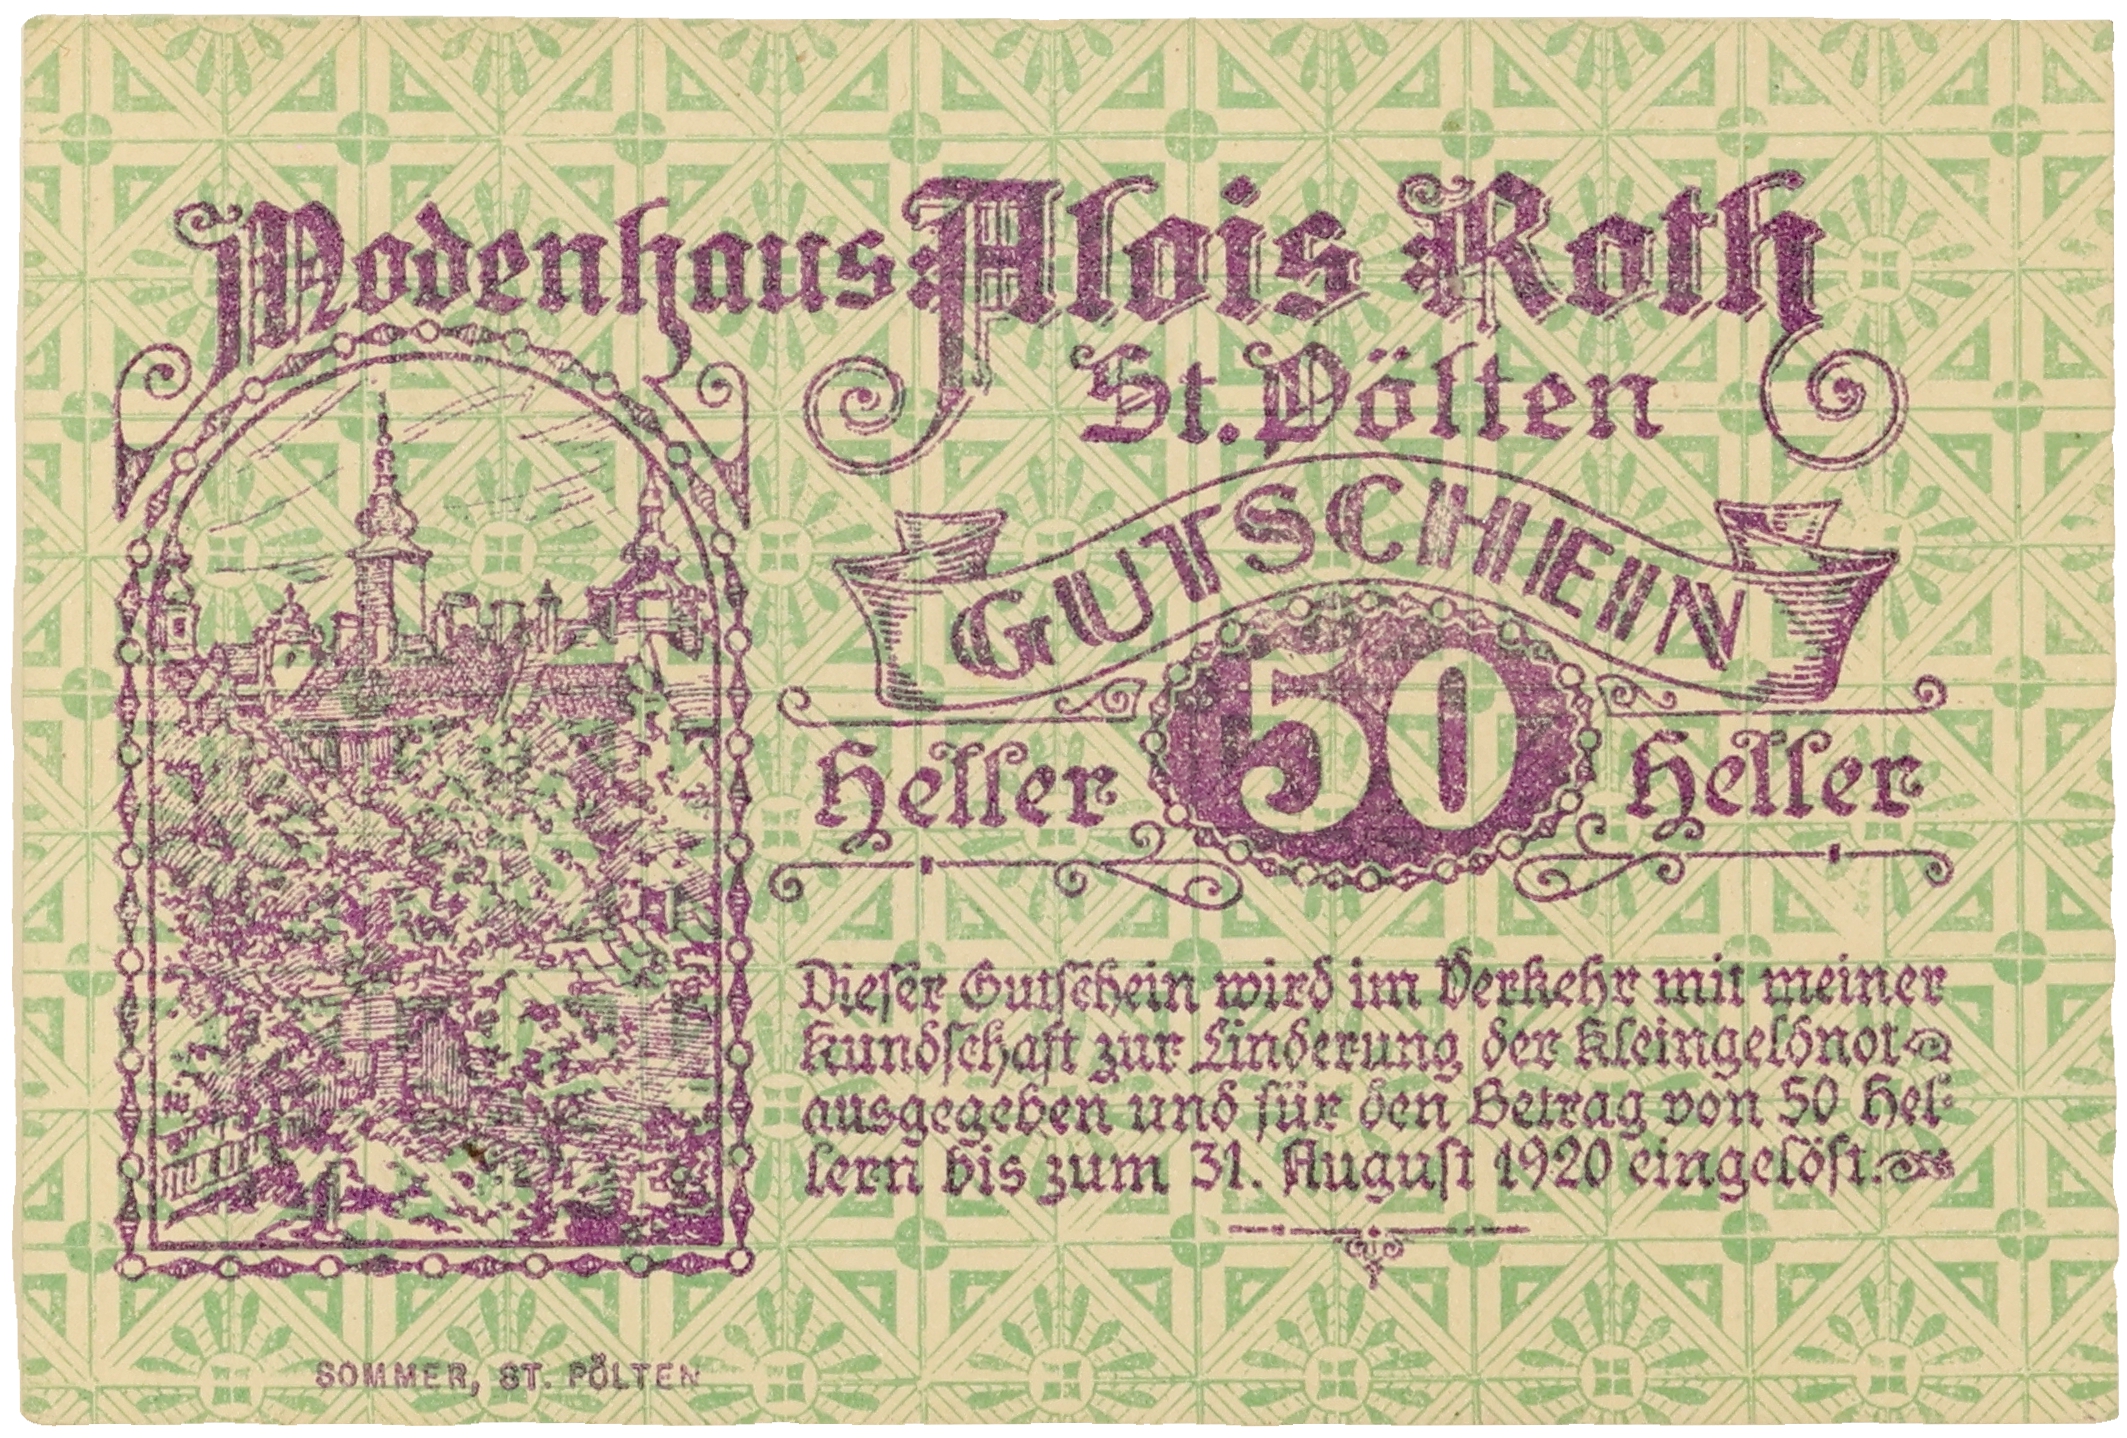 Modenhaus Alois Roth
St. Pölten
GUTSCHEIN
Heller 50 Heller
Dieser Gutschein wird im Verkehr mit meiner
Kundschaft zur Linderung der Kleingeldnot
ausgegeben und für den Betrag von 50 Hel-
lern bis zum 31. August 1920 eingelöst.
SOMMER, ST. PÖLTEN